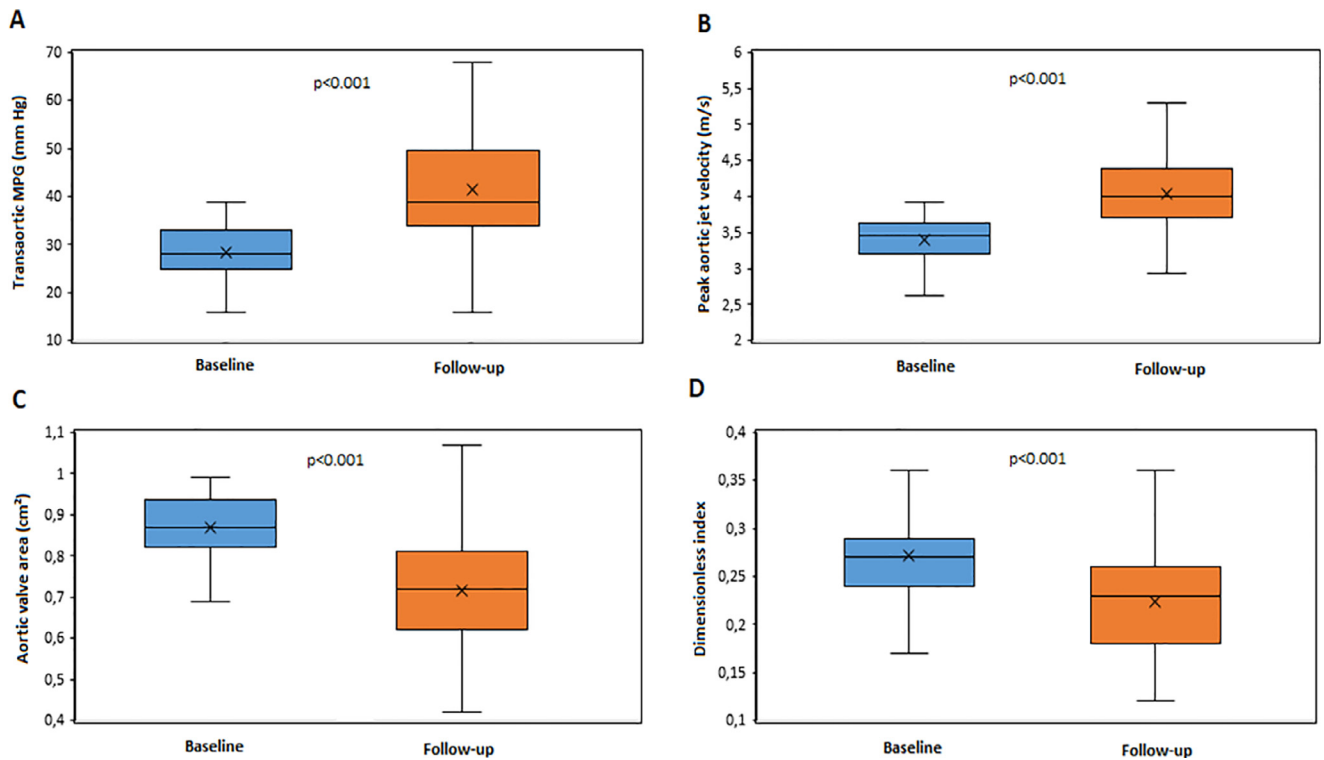 A
Transaortic MPG (mm Hg)
70
60
50
40
30
20
10
p<0.001
Baseline
Follow-up
B
Peak aortic jet velocity (m/s)
6
5,5
5
4,5
4
3,5
3
2,5
2
p<0.001
Baseline
Follow-up
C
Aortic valve area (cm²)
1,1
1
0,9
0,8
0,7
0,6
0,5
0,4
p<0.001
Baseline
Follow-up
D
Dimensionless index
0,4
0,35
0,3
0,25
0,2
0,15
0,1
p<0.001
Baseline
Follow-up